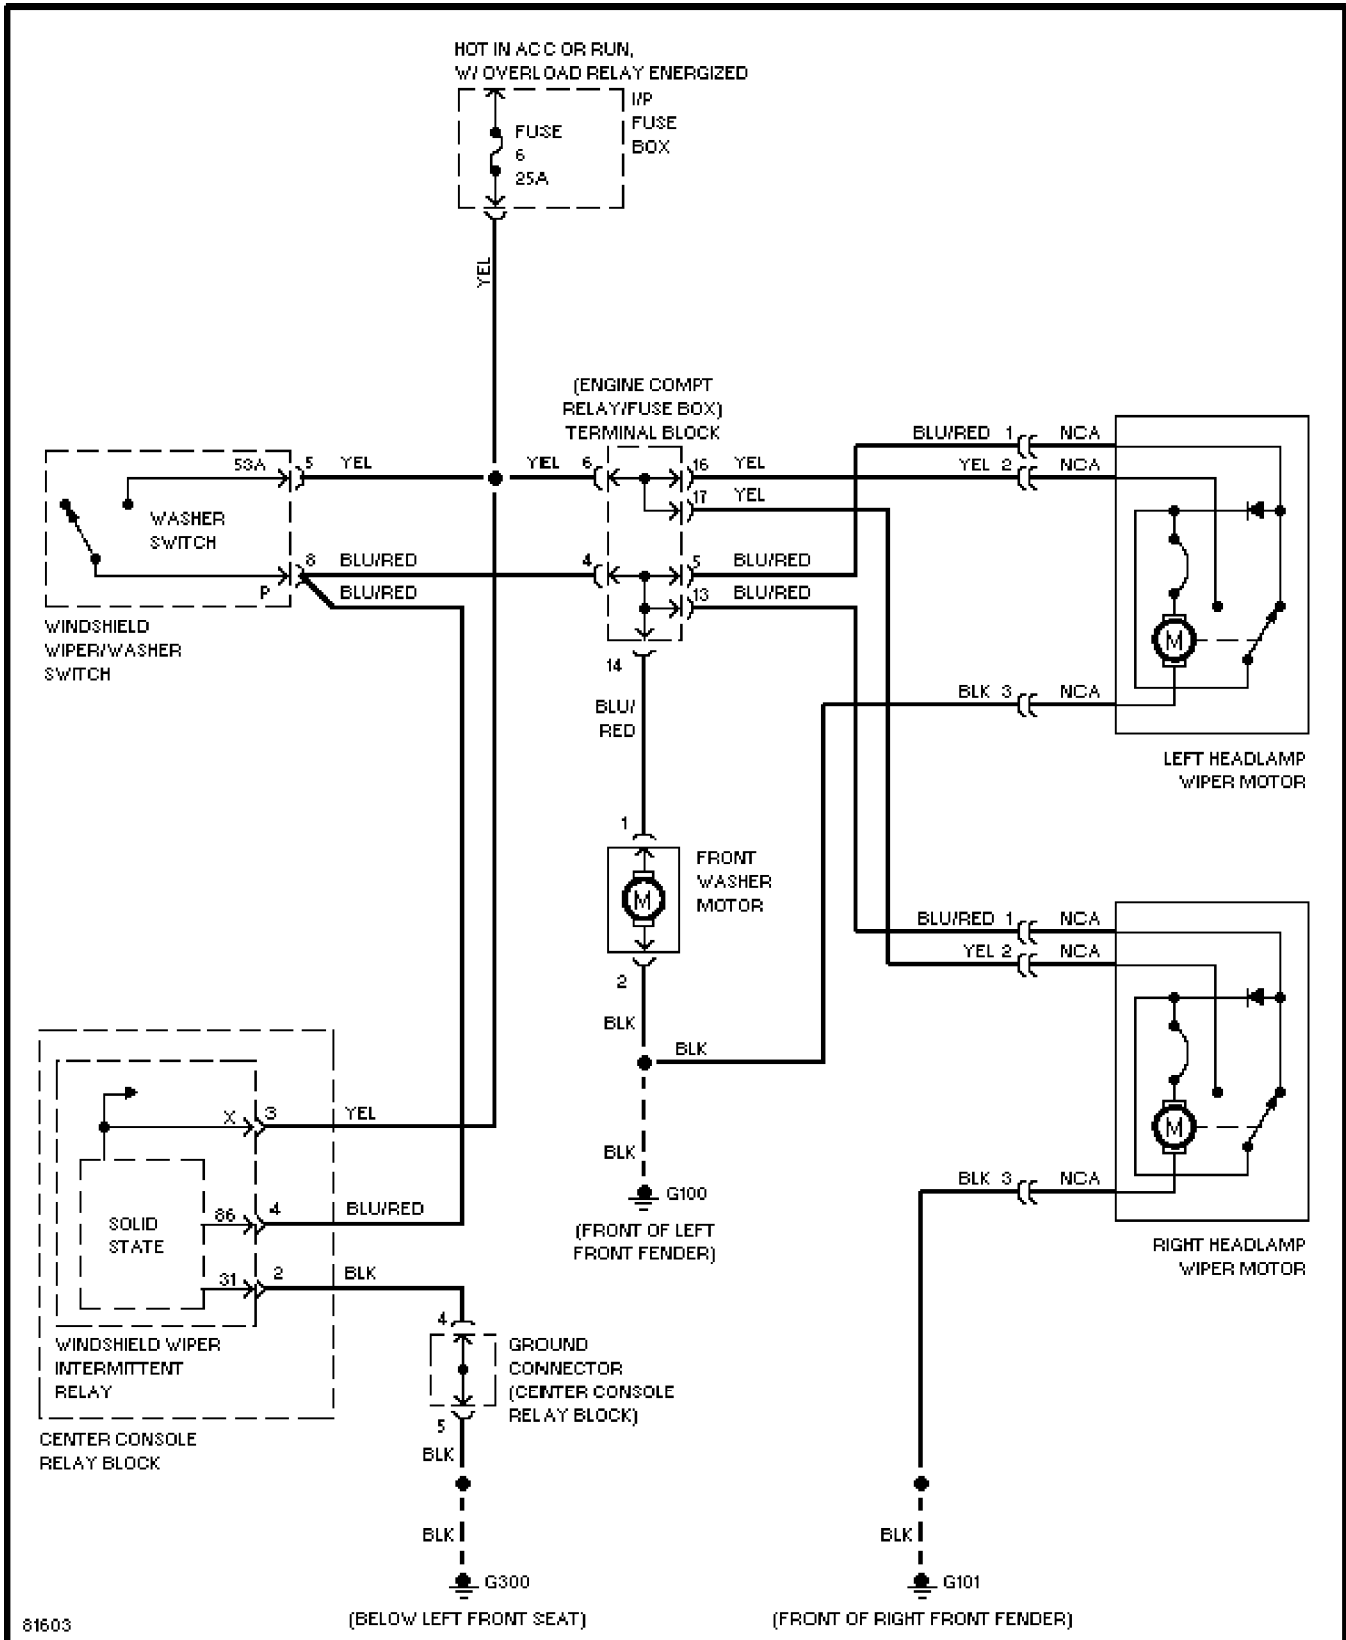 HOT IN ACC OR RUN,
W/ OVERLOAD RELAY ENERGIZED
I/P
FUSE
BOX
FUSE
6
25A
YEL
(ENGINE COMPT
RELAY/FUSE BOX)
TERMINAL BLOCK
53A 5 YEL
YEL 6
16 YEL
17 YEL
WASHER
SWITCH
P
8 BLU/RED
BLU/RED
4
5 BLU/RED
13 BLU/RED
14
WINDSHIELD
WIPER/WASHER
SWITCH
BLU/RED 1 NCA
YEL 2 NCA
M
BLK 3 NCA
LEFT HEADLAMP
WIPER MOTOR
BLU/
RED
1
M
FRONT
WASHER
MOTOR
2
BLK
BLK
BLK
G100
(FRONT OF LEFT
FRONT FENDER)
BLU/RED 1 NCA
YEL 2 NCA
M
BLK 3 NCA
RIGHT HEADLAMP
WIPER MOTOR
X 3 YEL
SOLID
STATE
86 4 BLU/RED
31 2 BLK
WINDSHIELD WIPER
INTERMITTENT
RELAY
CENTER CONSOLE
RELAY BLOCK
4
GROUND
CONNECTOR
(CENTER CONSOLE
RELAY BLOCK)
5
BLK
BLK
G300
(BELOW LEFT FRONT SEAT)
BLK
G101
(FRONT OF RIGHT FRONT FENDER)
81603